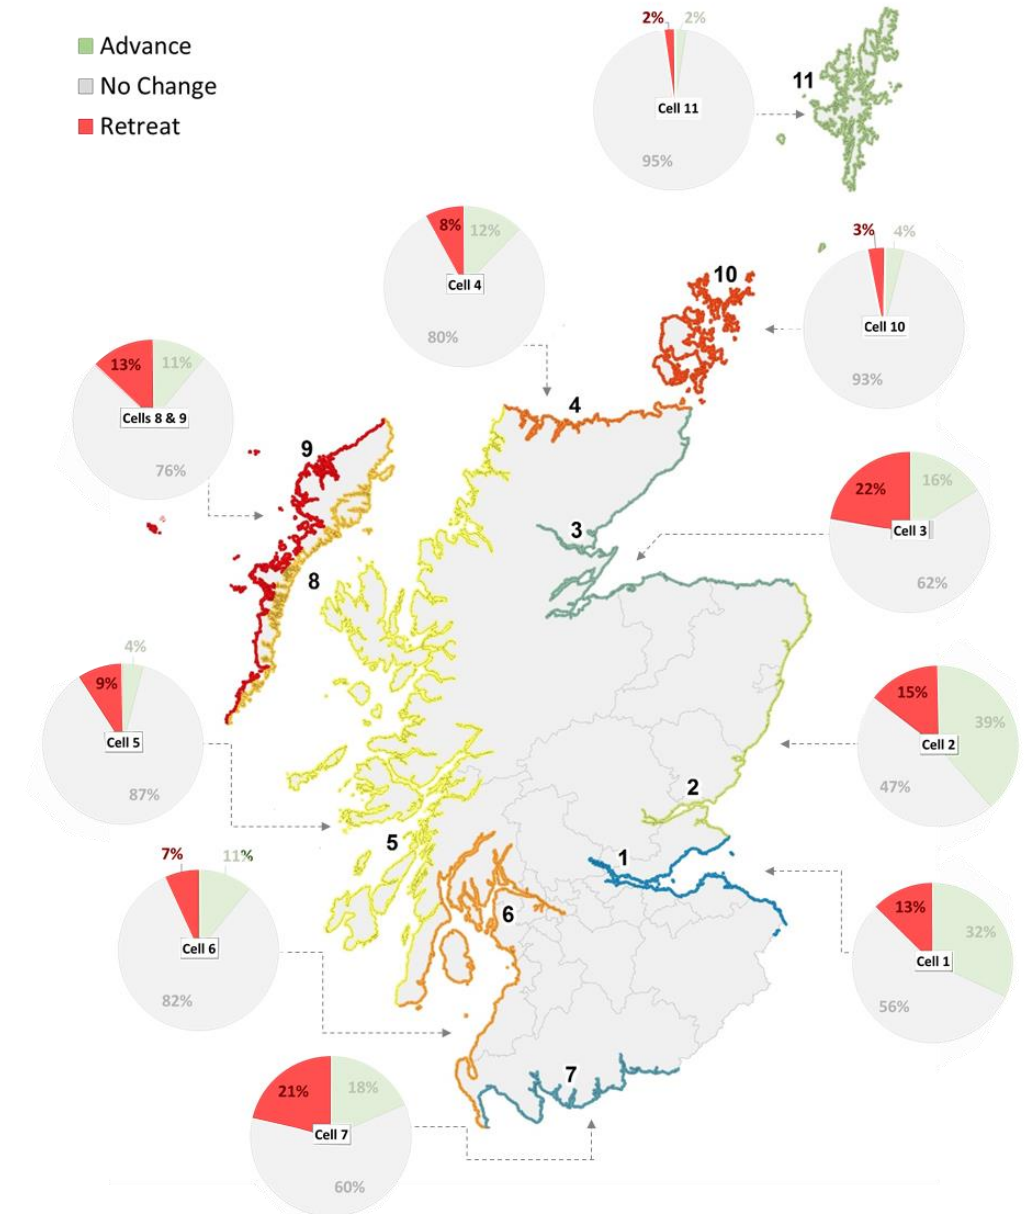 Advance
No Change
Retreat
2% 2%
Cell 11
95%
11
8% 12%
Cell 4
80%
3% 4%
Cell 10
93%
10
4
13% 11%
Cells 8 & 9
76%
9
8
22% 16%
Cell 3
62%
3
4%
9%
Cell 5
87%
5
15%
39%
Cell 2
47%
2
1
7% 11%
Cell 6
82%
6
13% 32%
Cell 1
56%
21% 18%
Cell 7
60%
7